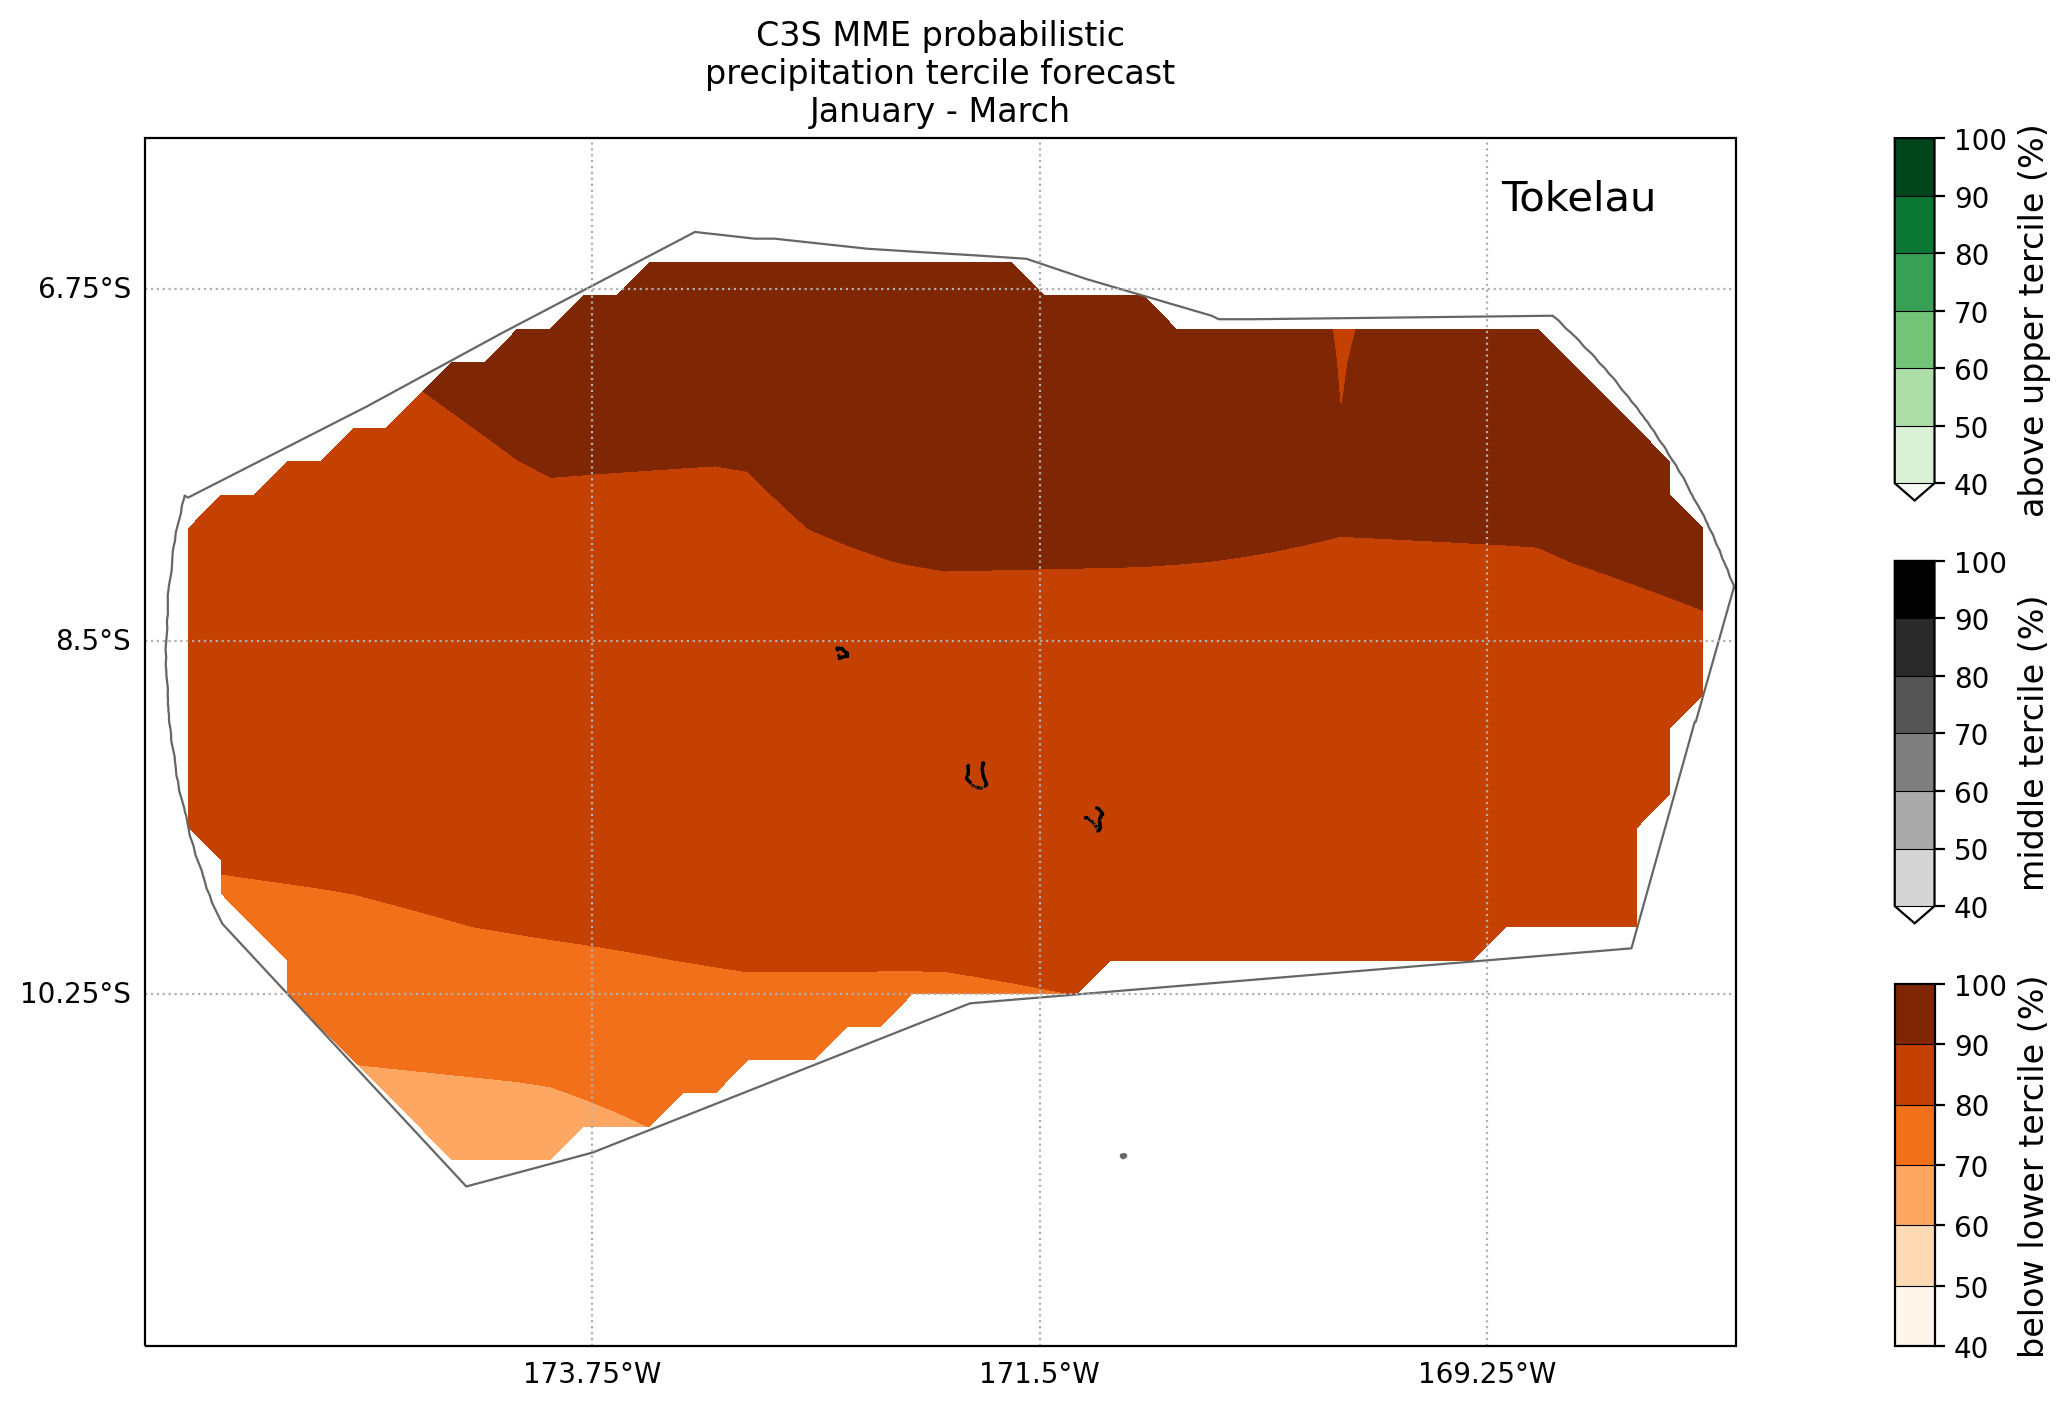 C3S MME probabilistic
precipitation tercile forecast
January - March
Tokelau
6.75°S
8.5°S
10.25°S
173.75°W
171.5°W
169.25°W
100
90
80
70
60
50
40
above upper tercile (%)
100
90
80
70
60
50
40
middle tercile (%)
100
90
80
70
60
50
40
below lower tercile (%)